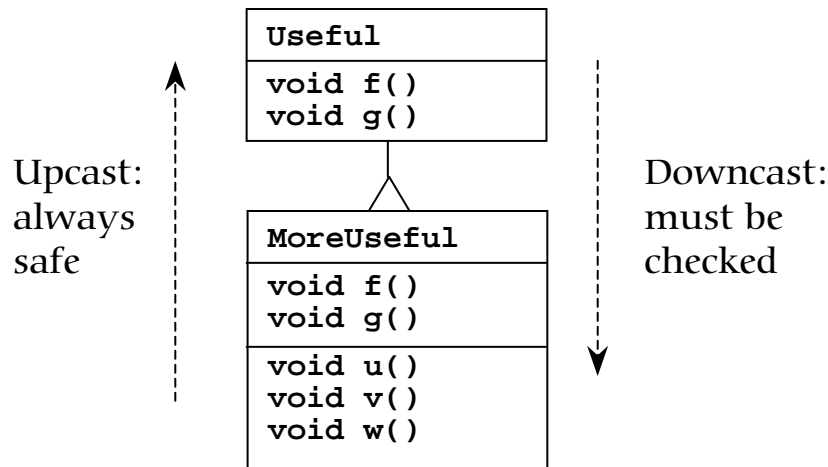 Useful
void f()
void g()
Upcast:
always
safe
Downcast:
must be
checked
MoreUseful
void f()
void g()
void u()
void v()
void w()